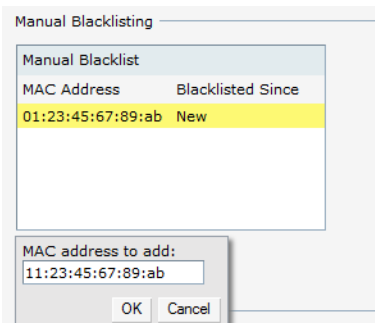 Manual Blacklisting
Manual Blacklist
MAC Address Blacklisted Since
01:23:45:67:89:ab New
MAC address to add:
11:23:45:67:89:ab
OK Cancel